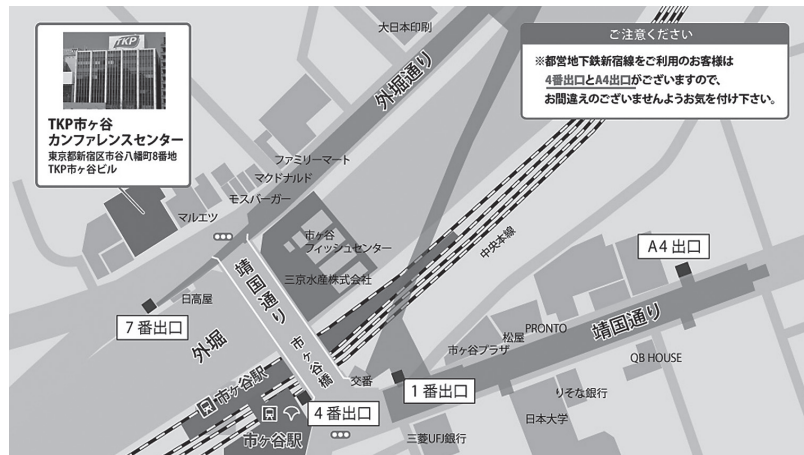 大日本印刷
TKP
TKP市ヶ谷
カンファレンスセンター
東京都新宿区市谷八幡町8番地
TKP市ヶ谷ビル
ご注意ください
※都営地下鉄新宿線をご利用のお客様は
4番出口とA4出口がございますので、
お間違えのございませんようお気を付け下さい。
外堀通り
ファミリーマート
マクドナルド
モスバーガー
マルエツ
市ヶ谷
フィッシュセンター
三京水産株式会社
中央本線
A4 出口
靖国通り
日高屋
7 番出口
外堀
市ヶ谷橋
靖国通り
PRONTO
松屋
市ヶ谷プラザ
QB HOUSE
交番
1 番出口
りそな銀行
日本大学
市ヶ谷駅
4 番出口
市ヶ谷駅
三菱UFJ銀行